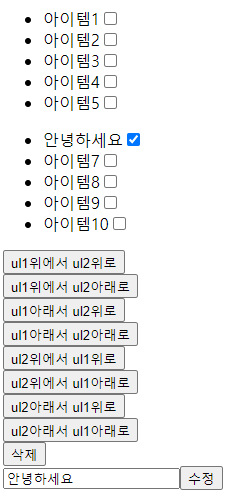 아이템1
아이템2
아이템3
아이템4
아이템5
안녕하세요
아이템7
아이템8
아이템9
아이템10
ul1위에서 ul2위로
ul1위에서 ul2아래로
ul1아래서 ul2위로
ul1아래서 ul2아래로
ul2위에서 ul1위로
ul2위에서 ul1아래로
ul2아래서 ul1위로
ul2아래서 ul1아래로
삭제
안녕하세요 수정